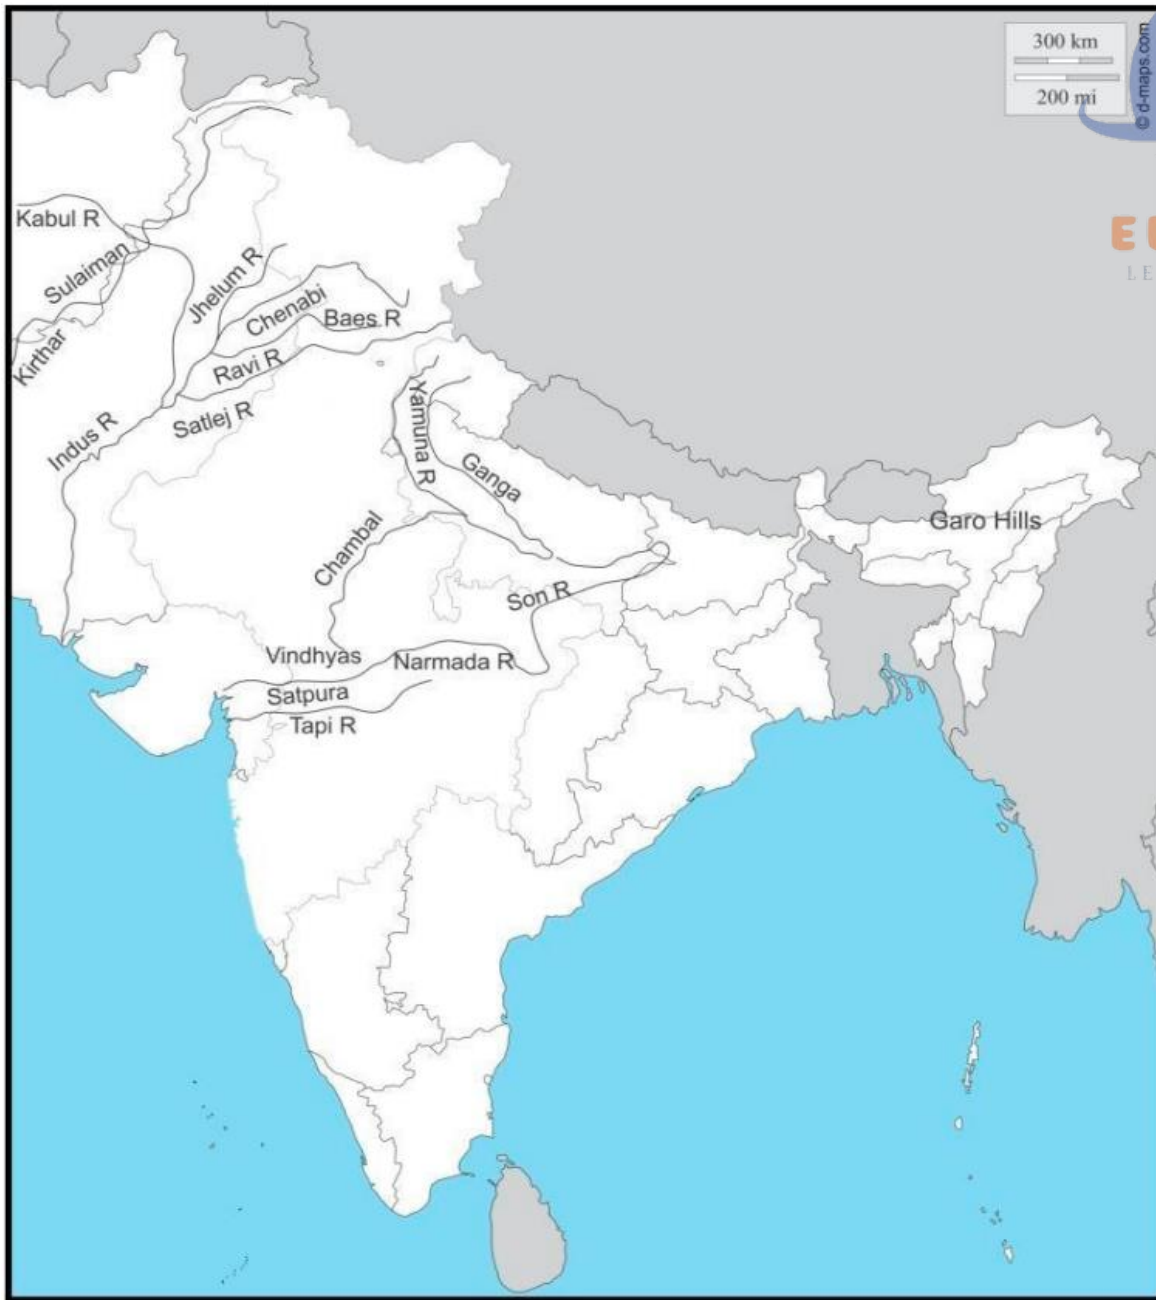 300 km
200 mi
© d-maps.com
Kabul R
Sulaiman
Kirthar
Jhelum R
Chenabi
Baes R
Ravi R
Satlej R
Indus R
Yamuna R
Ganga
Garo Hills
Chambal
Son R
Vindhyas
Narmada R
Satpura
Tapi R